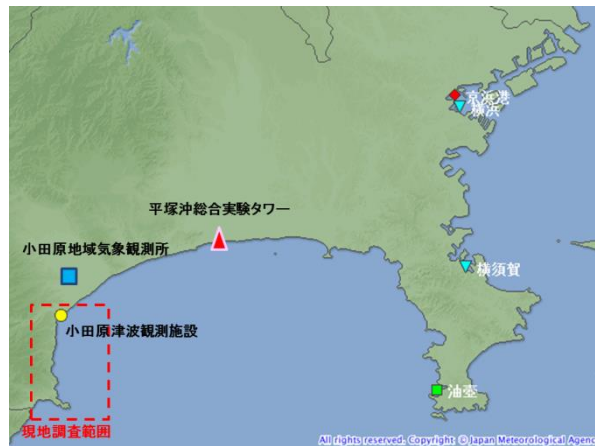 京浜港
横浜
平塚沖総合実験タワー
小田原地域気象観測所
横須賀
小田原津波観測施設
油壺
現地調査範囲
All rights reserved. Copyright © Japan Meteorological Agency